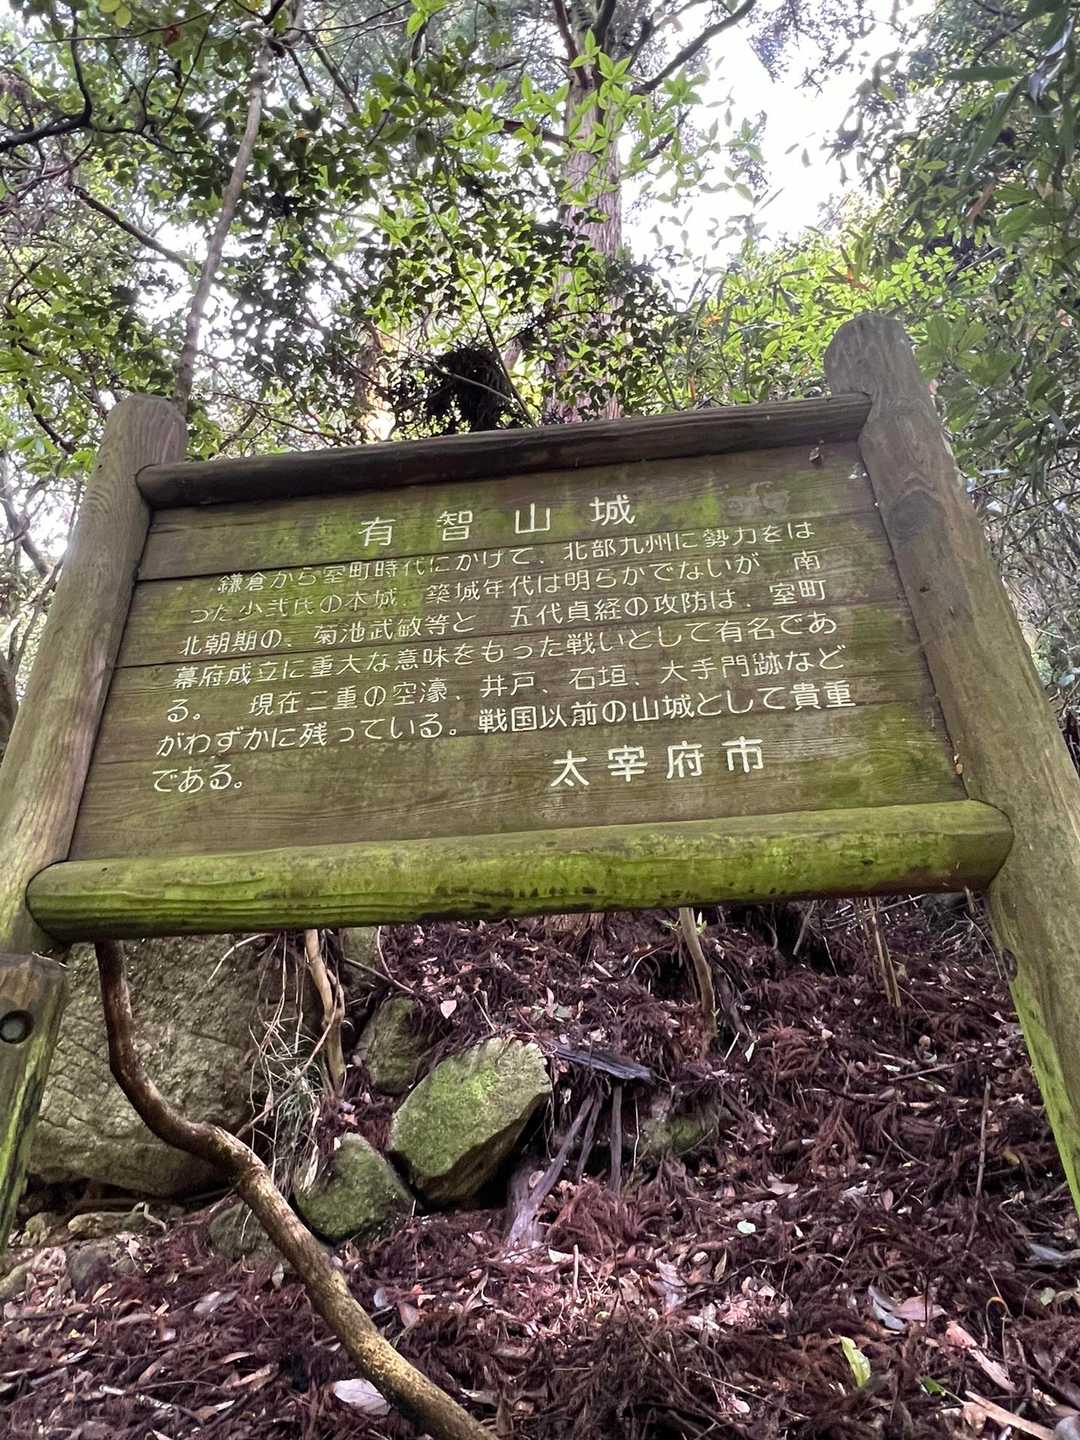 有智山城
鎌倉から室町時代にかけて、北部九州に勢力をは
った少弐氏の本城、築城年代は明らかでないが 南
北朝期の、菊池武敏等と 五代貞経の攻防は、室町
幕府成立に重大な意味をもった戦いとして有名であ
る。 現在二重の空濠、井戸、石垣、大手門跡など
がわずかに残っている。戦国以前の山城として貴重
である。
太宰府市